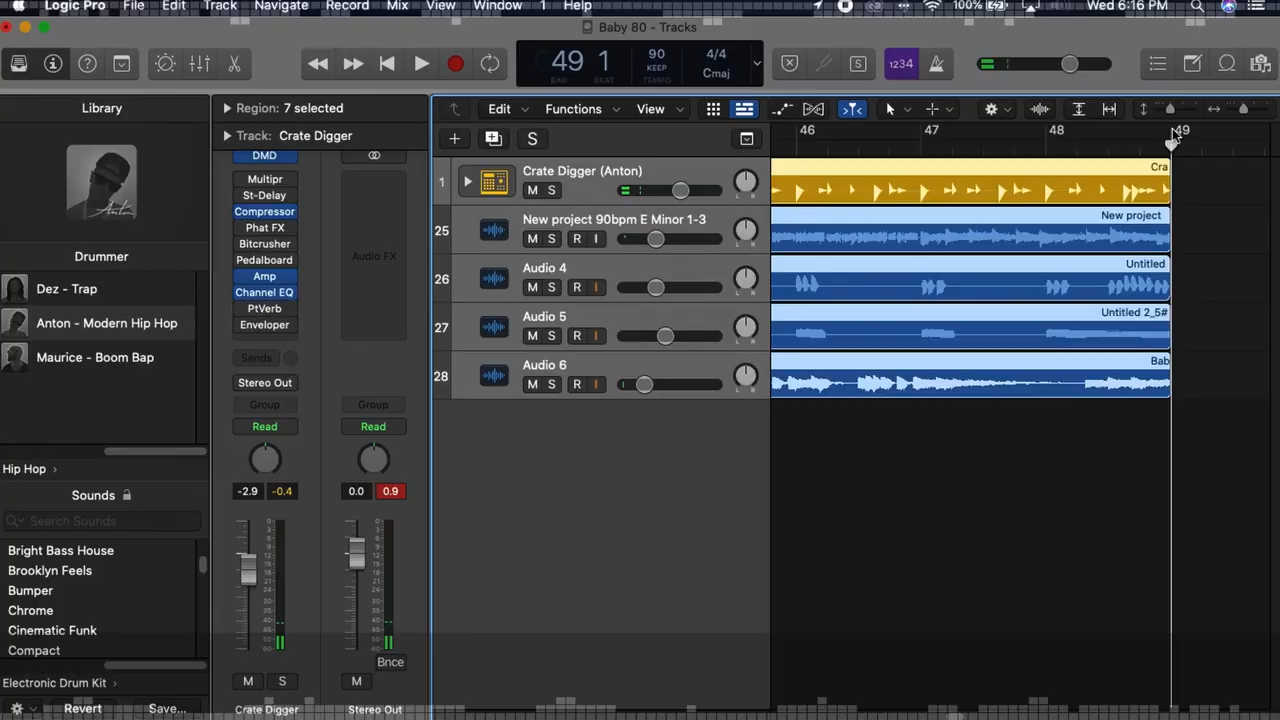 Logic Pro File Edit Track Navigate Record Mix View Window 1 Help 100% Wed 6:16 PM
Baby 80 - Tracks
49 1 90 4/4
KEEP Cmaj
BAR BEAT TEMPO
1234
Library
Region: 7 selected
Edit Functions View
Track: Crate Digger
S
46 47 48 49
DMD
Multipr
St-Delay
Compressor
Phat FX
Bitcrusher
Pedalboard
Amp
Channel EQ
PtVerb
Enveloper
Audio FX
Sends
Stereo Out
Group Group
Read Read
-2.9 -0.4 0.0 0.9
Bnce
M S M
Crate Digger Stereo Out
1 Crate Digger (Anton)
M S
L R
Cra
25 New project 90bpm E Minor 1-3
M S R I
L R
New project
26 Audio 4
M S R I
L R
Untitled
27 Audio 5
M S R I
L R
Untitled 2_5#
28 Audio 6
M S R I
L R
Bab
Anton
Drummer
Dez - Trap
Anton - Modern Hip Hop
Maurice - Boom Bap
Hip Hop
Sounds
Search Sounds
Bright Bass House
Brooklyn Feels
Bumper
Chrome
Cinematic Funk
Compact
Electronic Drum Kit
Revert Save...